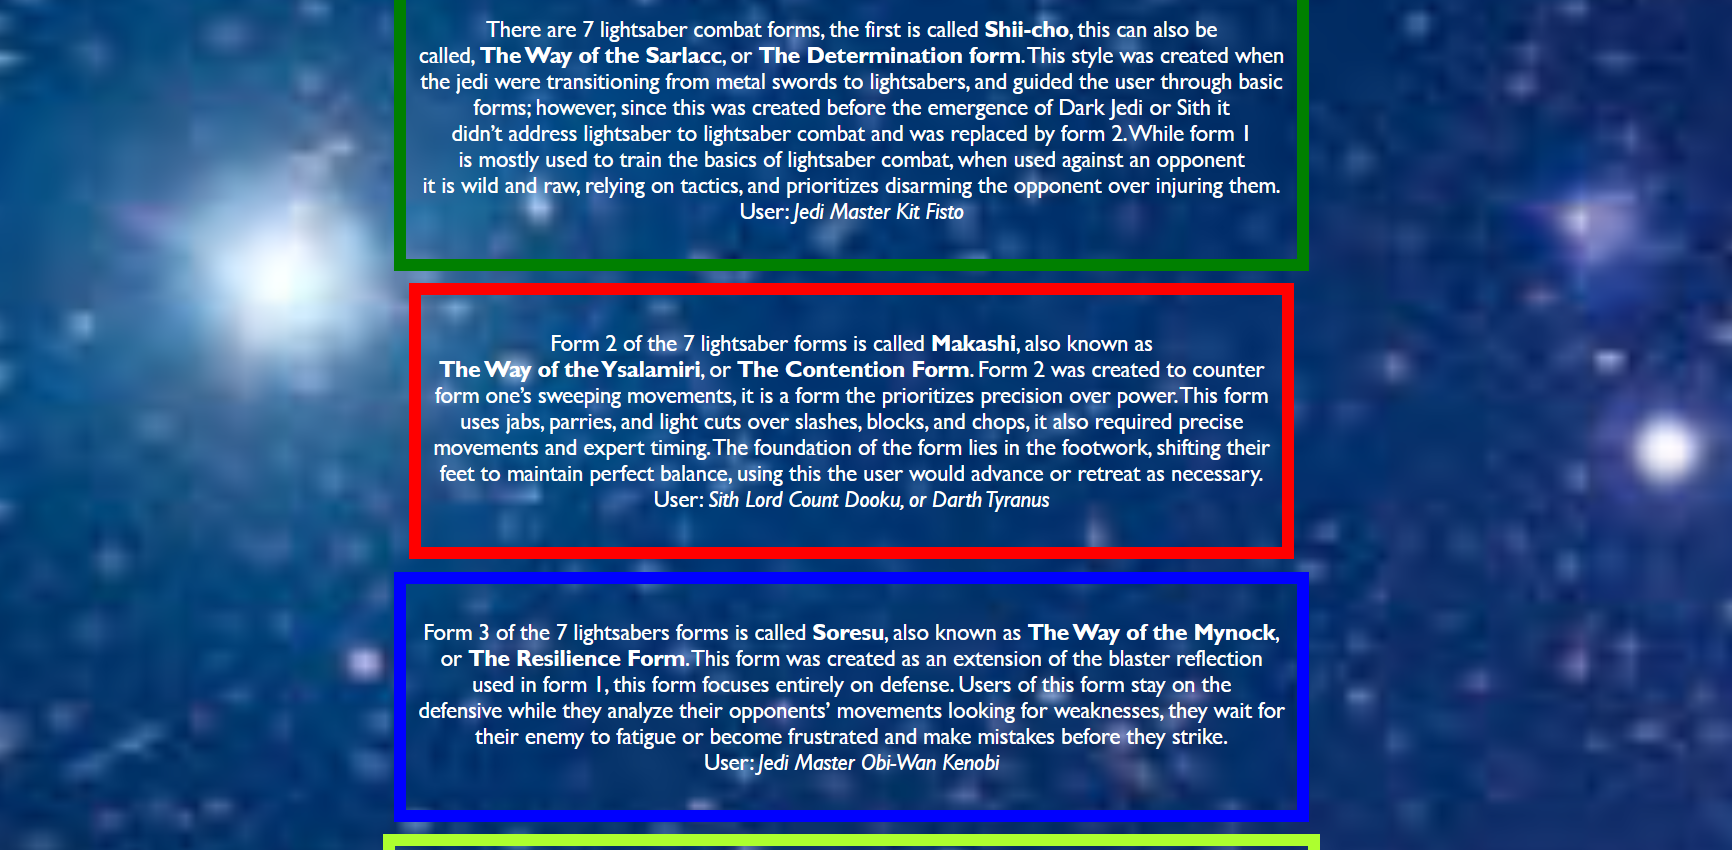 There are 7 lightsaber combat forms, the first is called Shii-cho, this can also be
called, The Way of the Sarlacc, or The Determination form. This style was created when
the jedi were transitioning from metal swords to lightsabers, and guided the user through basic
forms; however, since this was created before the emergence of Dark Jedi or Sith it
didn't address lightsaber to lightsaber combat and was replaced by form 2. While form 1
is mostly used to train the basics of lightsaber combat, when used against an opponent
it is wild and raw, relying on tactics, and prioritizes disarming the opponent over injuring them.
User: Jedi Master Kit Fisto
Form 2 of the 7 lightsaber forms is called Makashi, also known as
The Way of the Ysalamiri, or The Contention Form. Form 2 was created to counter
form one's sweeping movements, it is a form the prioritizes precision over power. This form
uses jabs, parries, and light cuts over slashes, blocks, and chops, it also required precise
movements and expert timing. The foundation of the form lies in the footwork, shifting their
feet to maintain perfect balance, using this the user would advance or retreat as necessary.
User: Sith Lord Count Dooku, or Darth Tyranus
Form 3 of the 7 lightsabers forms is called Soresu, also known as The Way of the Mynock,
or The Resilience Form. This form was created as an extension of the blaster reflection
used in form 1, this form focuses entirely on defense. Users of this form stay on the
defensive while they analyze their opponents' movements looking for weaknesses, they wait for
their enemy to fatigue or become frustrated and make mistakes before they strike.
User: Jedi Master Obi-Wan Kenobi